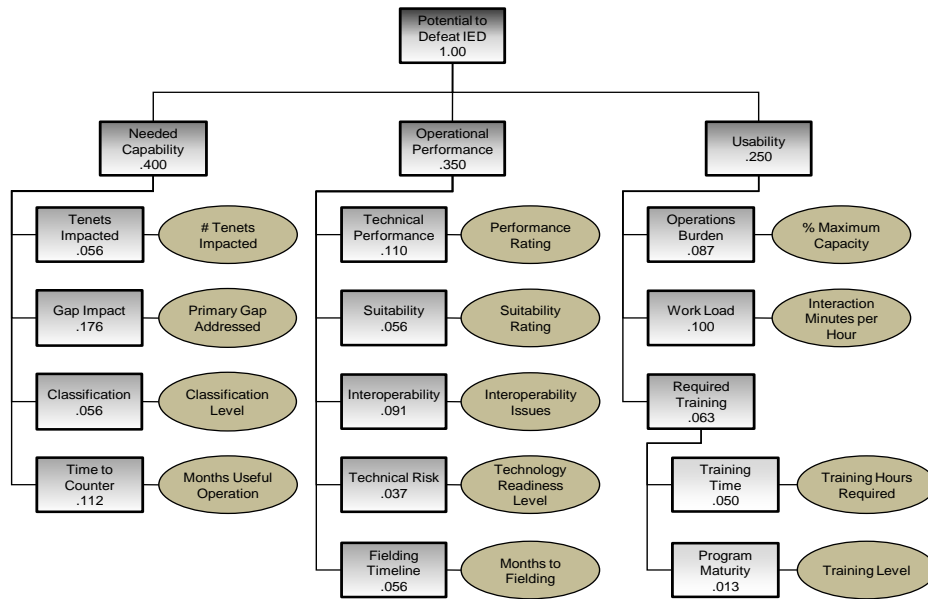 Potential to
Defeat IED
1.00
Needed
Capability
.400
Operational
Performance
.350
Usability
.250
Tenets
Impacted
.056
# Tenets
Impacted
Gap Impact
.176
Primary Gap
Addressed
Classification
.056
Classification
Level
Time to
Counter
.112
Months Useful
Operation
Technical
Performance
.110
Performance
Rating
Suitability
.056
Suitability
Rating
Interoperability
.091
Interoperability
Issues
Technical Risk
.037
Technology
Readiness
Level
Fielding
Timeline
.056
Months to
Fielding
Operations
Burden
.087
% Maximum
Capacity
Work Load
.100
Interaction
Minutes per
Hour
Required
Training
.063
Training
Time
.050
Training Hours
Required
Program
Maturity
.013
Training Level